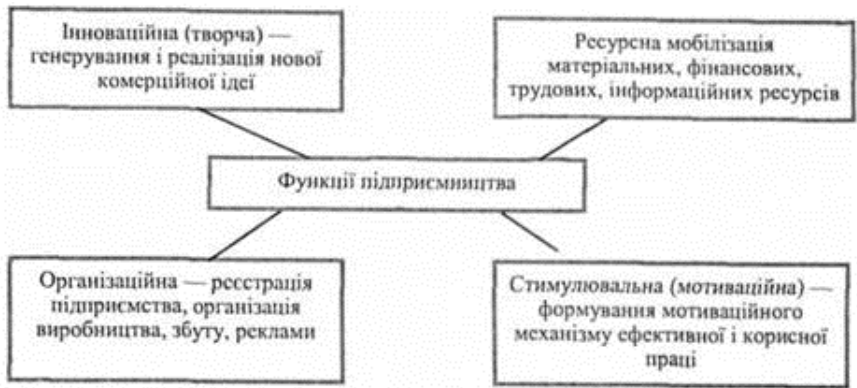 Інноваційна (творча) —
генерування і реалізація нової
комерційної ідеї
Ресурсна мобілізація
матеріальних, фінансових,
трудових, інформаційних ресурсів
Функції підприємництва
Організаційна — реєстрація
підприємства, організація
виробництва, збуту, реклами
Стимулювальна (мотиваційна) —
формування мотиваційного
механізму ефективної і корисної
праці